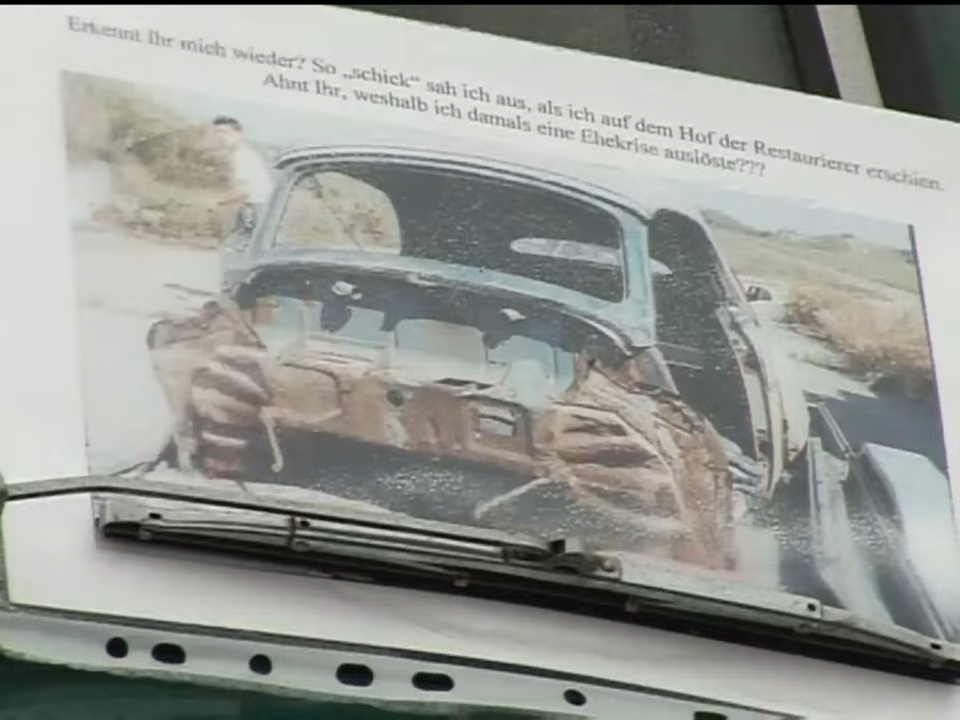 Erkennt Ihr mich wieder? So „schick“ sah ich aus, als ich auf dem Hof der Restaurierer erschien.
Ahnt Ihr, weshalb ich damals eine Ehekrise auslöste???